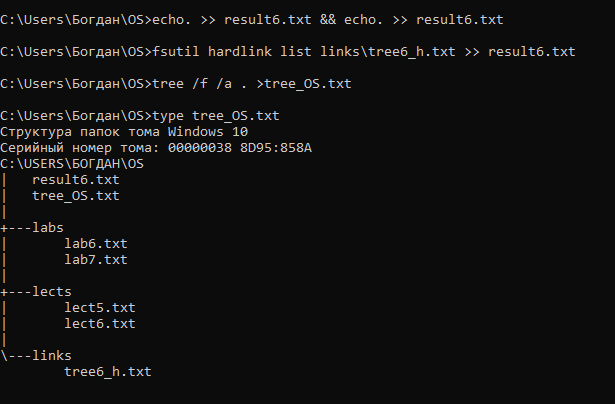 C:\Users\Богдан\OS>echo. >> result6.txt && echo. >> result6.txt
C:\Users\Богдан\OS>fsutil hardlink list links\tree6_h.txt >> result6.txt
C:\Users\Богдан\OS>tree /f /a . >tree_OS.txt
C:\Users\Богдан\OS>type tree_OS.txt
Структура папок тома Windows 10
Серийный номер тома: 00000038 8D95:858A
C:\USERS\БОГДАН\OS
|   result6.txt
|   tree_OS.txt
|
+---labs
|       lab6.txt
|       lab7.txt
|
+---lects
|       lect5.txt
|       lect6.txt
|
\---links
        tree6_h.txt